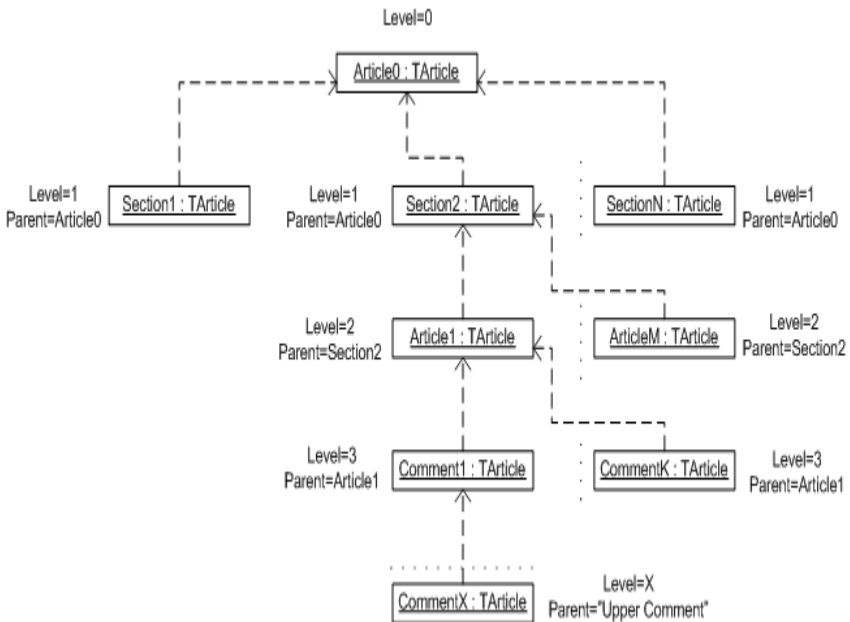 Level=0
Article0 : TArticle
Level=1
Parent=Article0
Section1 : TArticle
Level=1
Parent=Article0
Section2 : TArticle
SectionN : TArticle
Level=1
Parent=Article0
Level=2
Parent=Section2
Article1 : TArticle
ArticleM : TArticle
Level=2
Parent=Section2
Level=3
Parent=Article1
Comment1 : TArticle
CommentK : TArticle
Level=3
Parent=Article1
CommentX : TArticle
Level=X
Parent="Upper Comment"